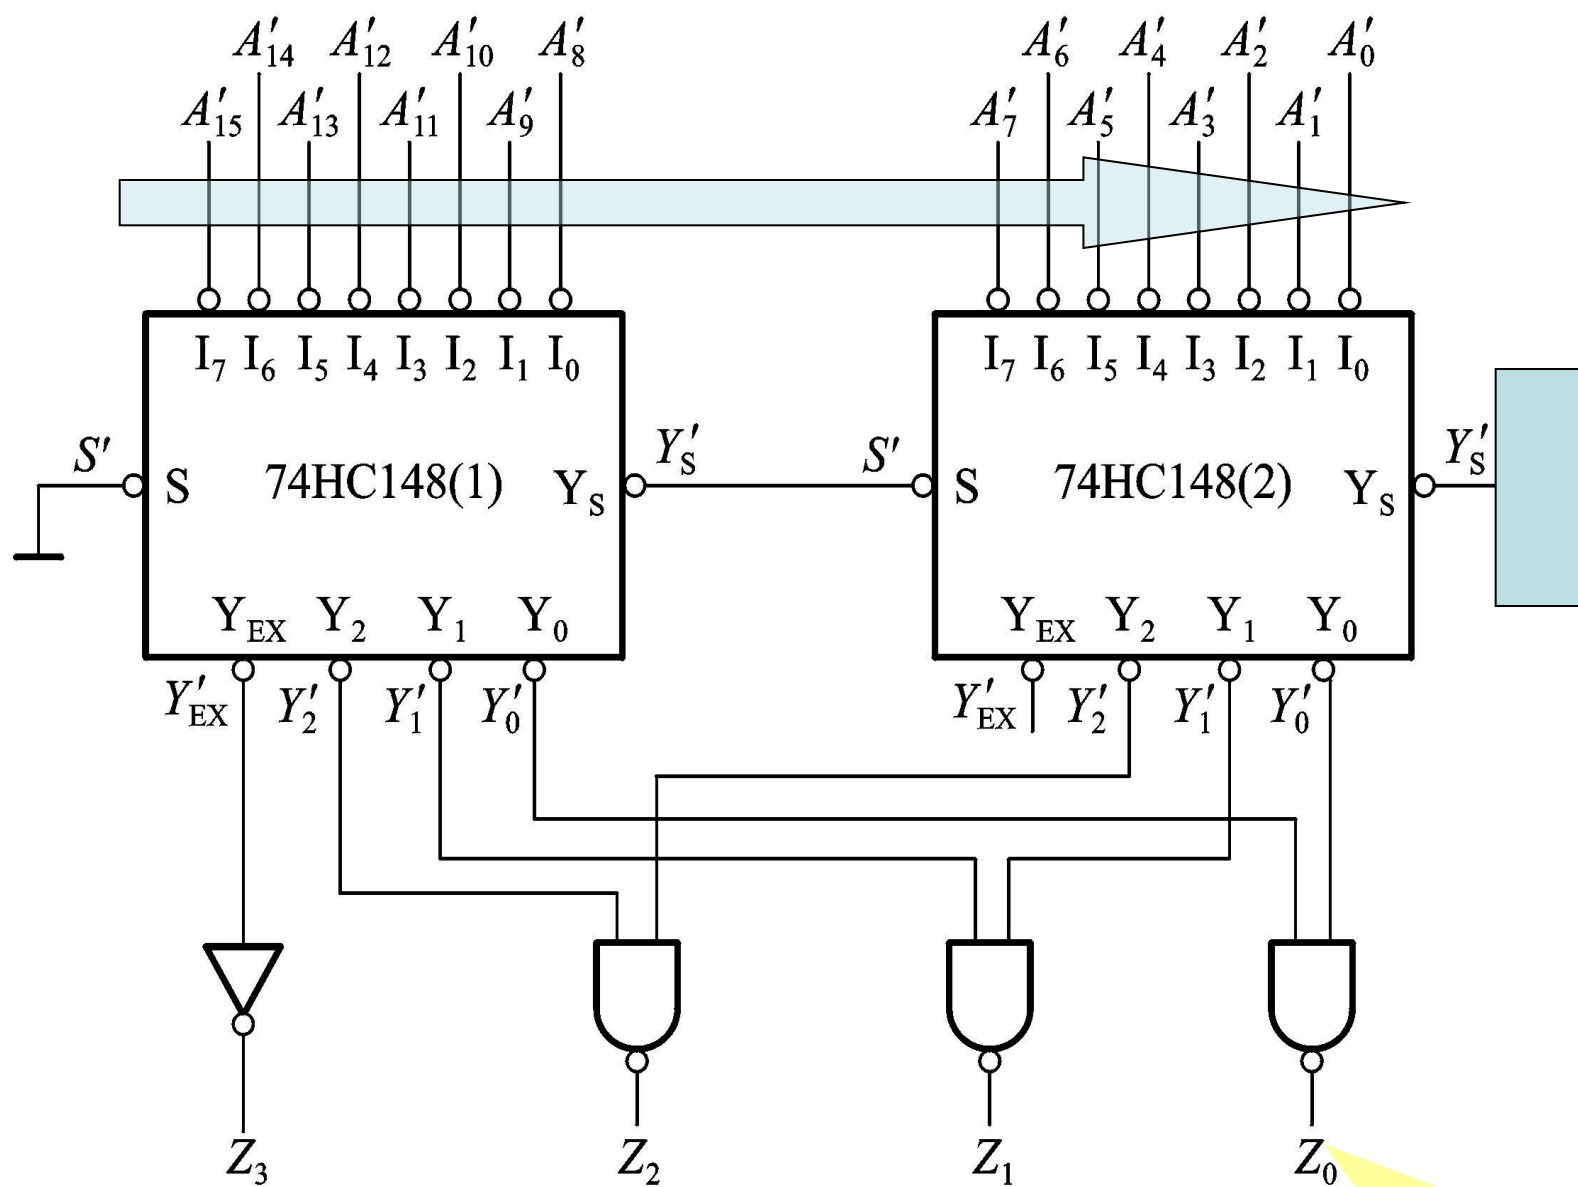 A′14 A′12 A′10 A′8 A′6 A′4 A′2 A′0
A′15 A′13 A′11 A′9 A′7 A′5 A′3 A′1
I7 I6 I5 I4 I3 I2 I1 I0 I7 I6 I5 I4 I3 I2 I1 I0
S′ Y′S S′ Y′S
S 74HC148(1) YS S 74HC148(2) YS
YEX Y2 Y1 Y0 YEX Y2 Y1 Y0
Y′EX Y′2 Y′1 Y′0 Y′EX Y′2 Y′1 Y′0
Z3 Z2 Z1 Z0